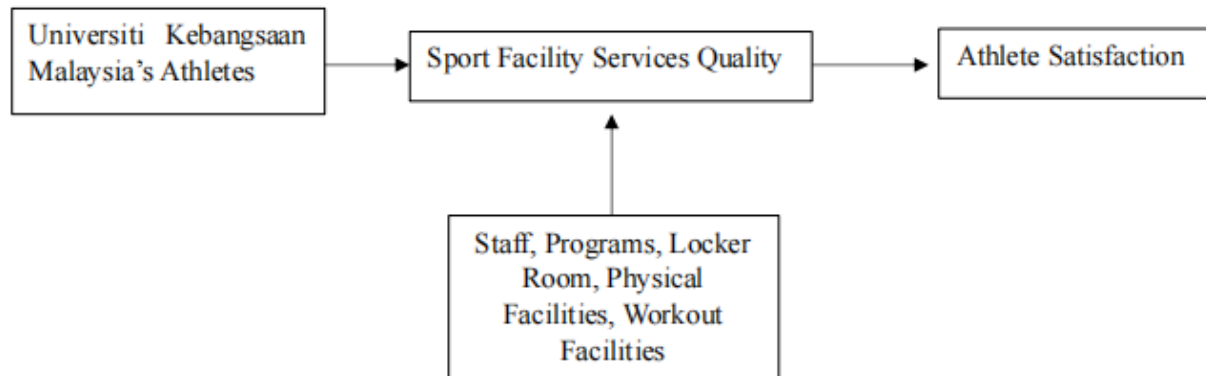 Universiti Kebangsaan
Malaysia's Athletes
Sport Facility Services Quality
Athlete Satisfaction
Staff, Programs, Locker
Room, Physical
Facilities, Workout
Facilities